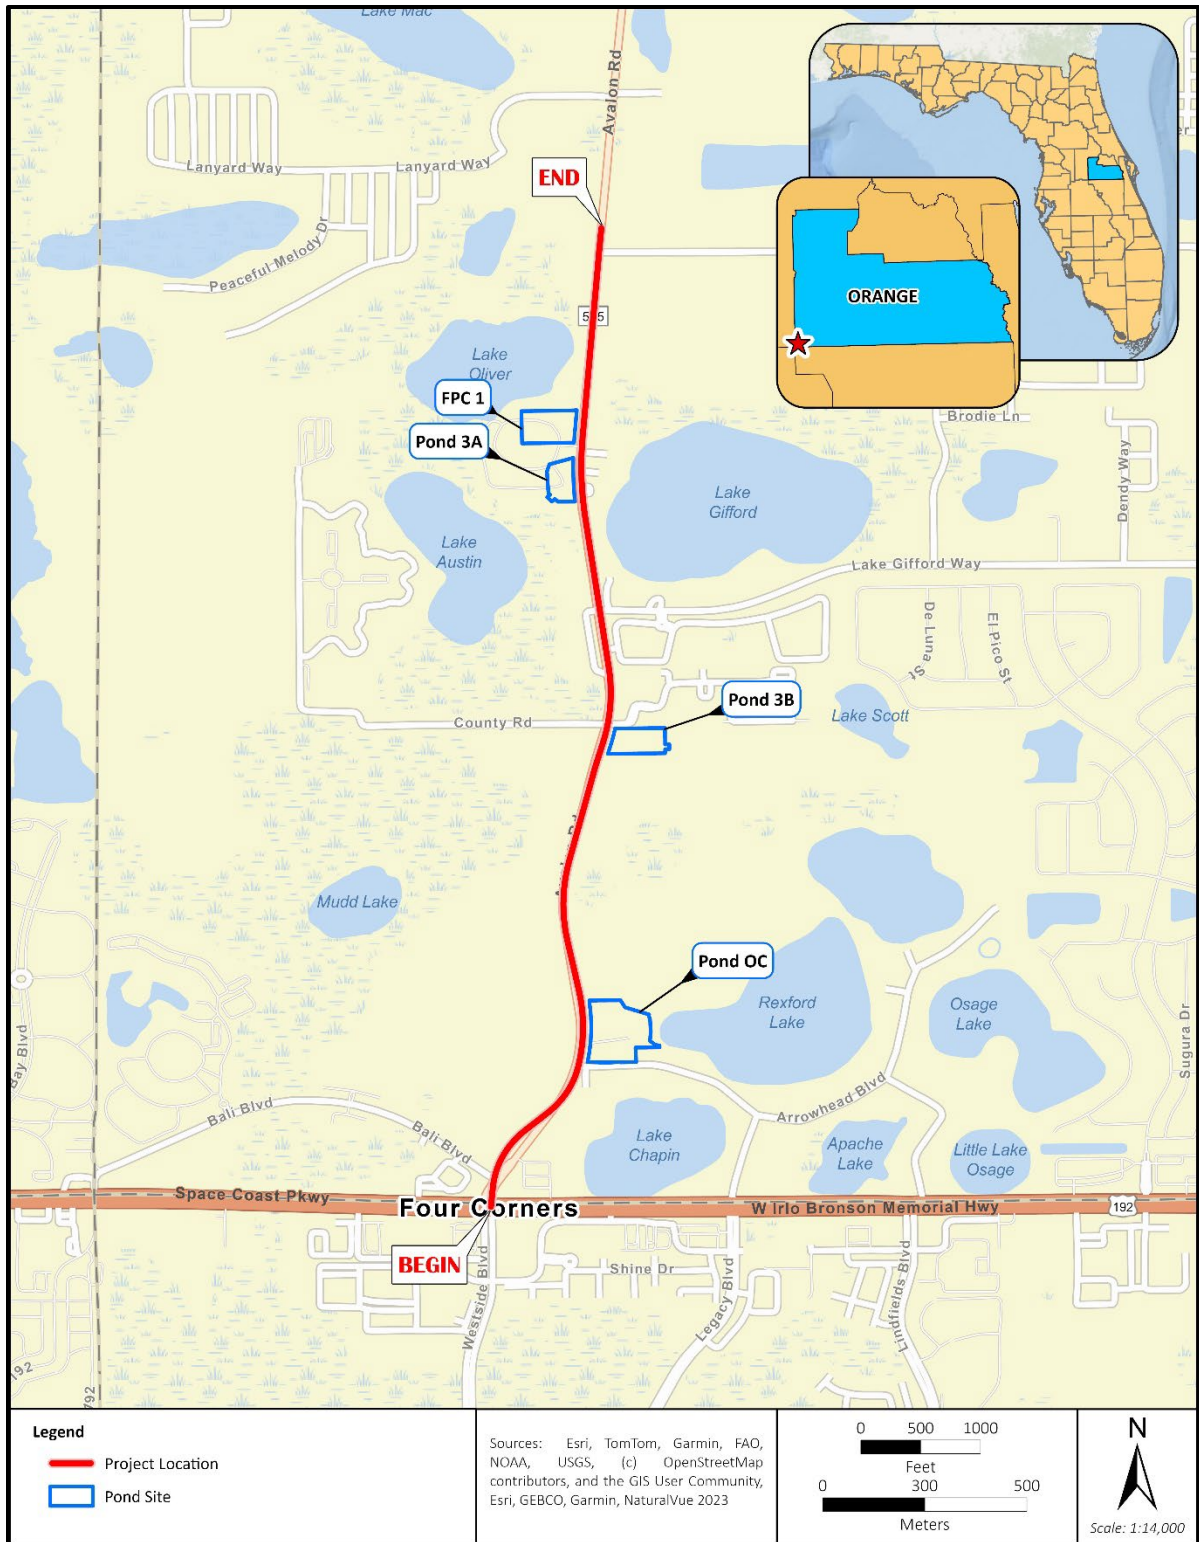 Lake Mac
Avalon Rd
Lanyard Way
Lanyard Way
END
Peaceful Melody Dr
ORANGE
Lake
Oliver
FPC 1
Pond 3A
Brodie Ln
Dendy Way
Lake
Gifford
Lake
Austin
Lake Gifford Way
De Luna St
El Pico St
Pond 3B
County Rd
Lake Scott
Mudd Lake
Pond OC
Rexford
Lake
Osage
Lake
Sugura Dr
Bay Blvd
Bali Blvd
Bali Blvd
Arrowhead Blvd
Lake
Chapin
Apache
Lake
Little Lake
Osage
Space Coast Pkwy
Four Corners
W Irlo Bronson Memorial Hwy
192
BEGIN
Shine Dr
Westside Blvd
Legacy Blvd
Lindfields Blvd
192
792
Legend
Project Location
Pond Site
Sources: Esri, TomTom, Garmin, FAO,
NOAA, USGS, (c) OpenStreetMap
contributors, and the GIS User Community,
Esri, GEBCO, Garmin, NaturalVue 2023
0 500 1000
Feet
0 300 500
Meters
N
Scale: 1:14,000